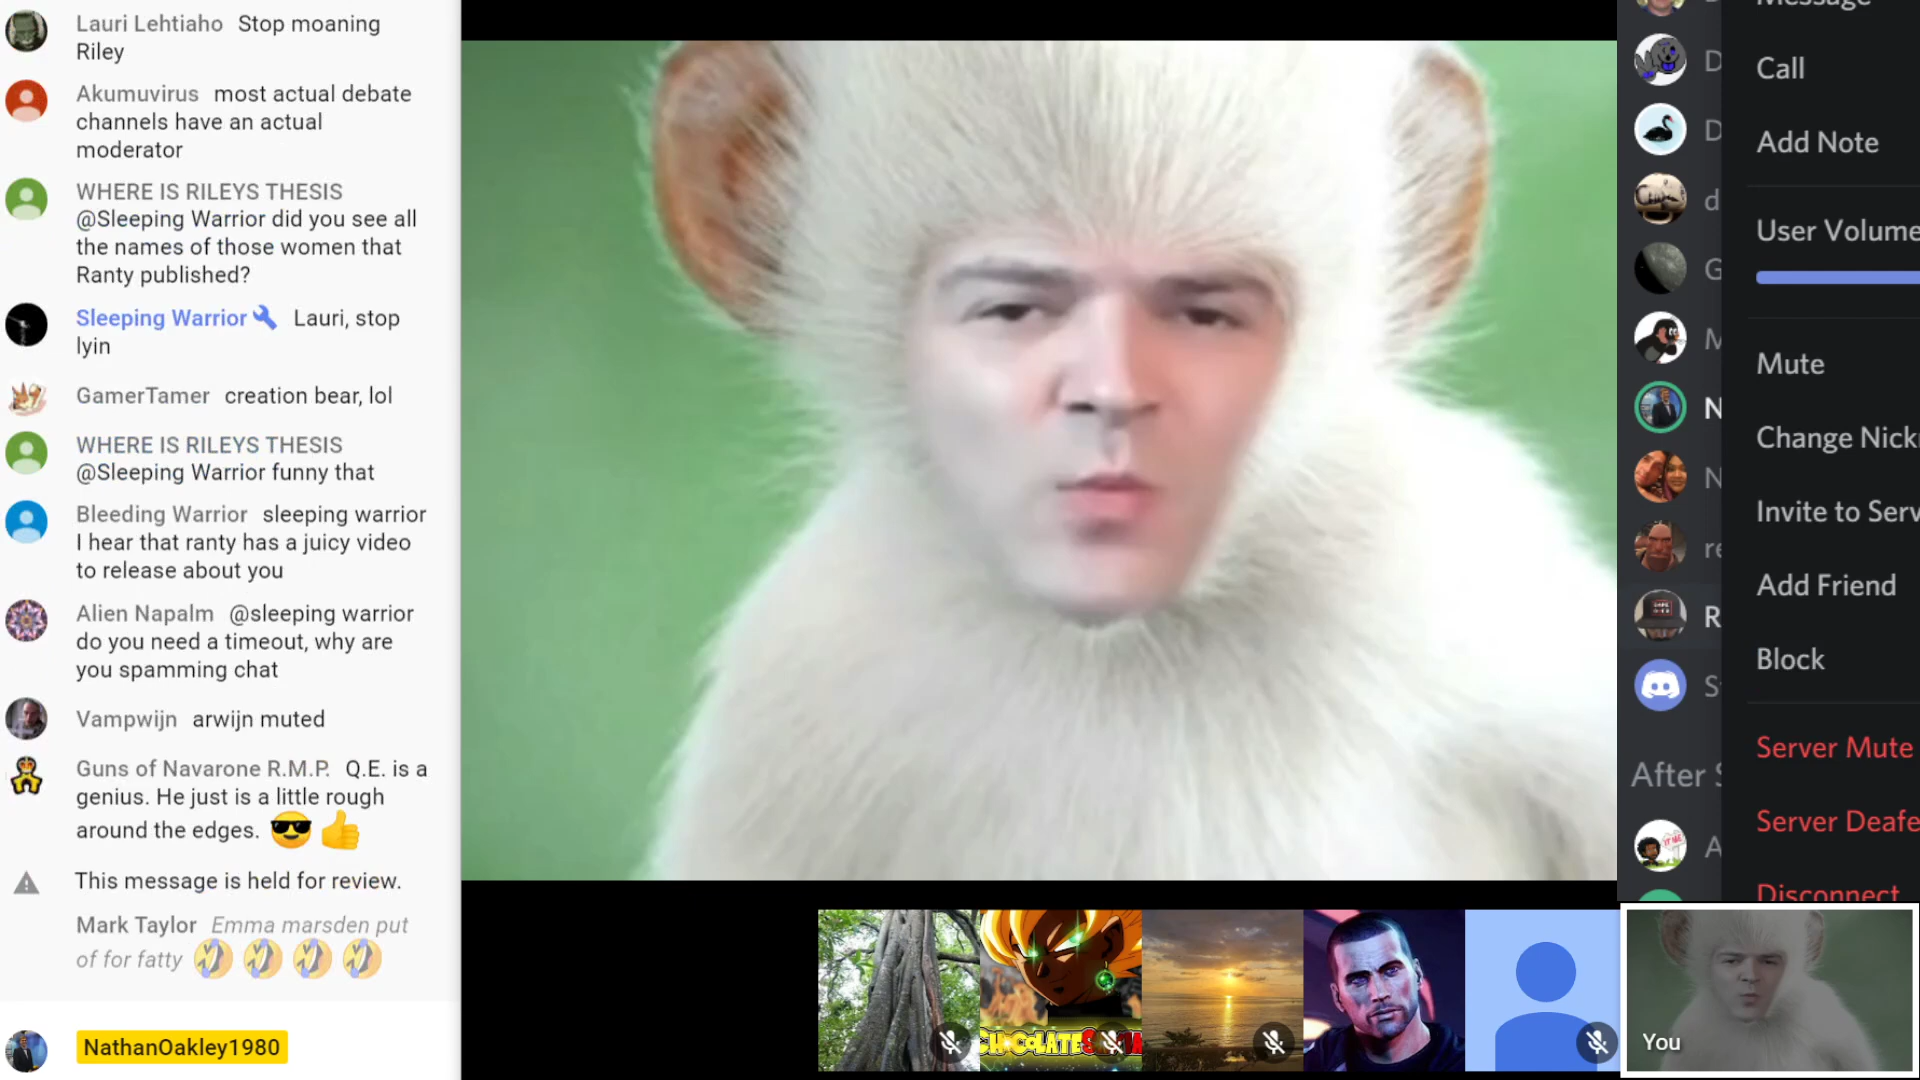 Lauri Lehtiaho Stop moaning
Riley
Akumuvirus most actual debate
channels have an actual
moderator
WHERE IS RILEYS THESIS
@Sleeping Warrior did you see all
the names of those women that
Ranty published?
Sleeping Warrior Lauri, stop
lyin
GamerTamer creation bear, lol
WHERE IS RILEYS THESIS
@Sleeping Warrior funny that
Bleeding Warrior sleeping warrior
I hear that ranty has a juicy video
to release about you
Alien Napalm @sleeping warrior
do you need a timeout, why are
you spamming chat
Vampwijn arwijn muted
Guns of Navarone R.M.P. Q.E. is a
genius. He just is a little rough
around the edges. 😎 👍
This message is held for review.
Mark Taylor Emma marsden put
of for fatty 🤣 🤣 🤣 🤣
NathanOakley1980
CHOCOLATE
You
D
D
d
G
M
N
N
re
R
S
After S
A
Message
Call
Add Note
User Volume
Mute
Change Nick
Invite to Serv
Add Friend
Block
Server Mute
Server Deafe
Disconnect